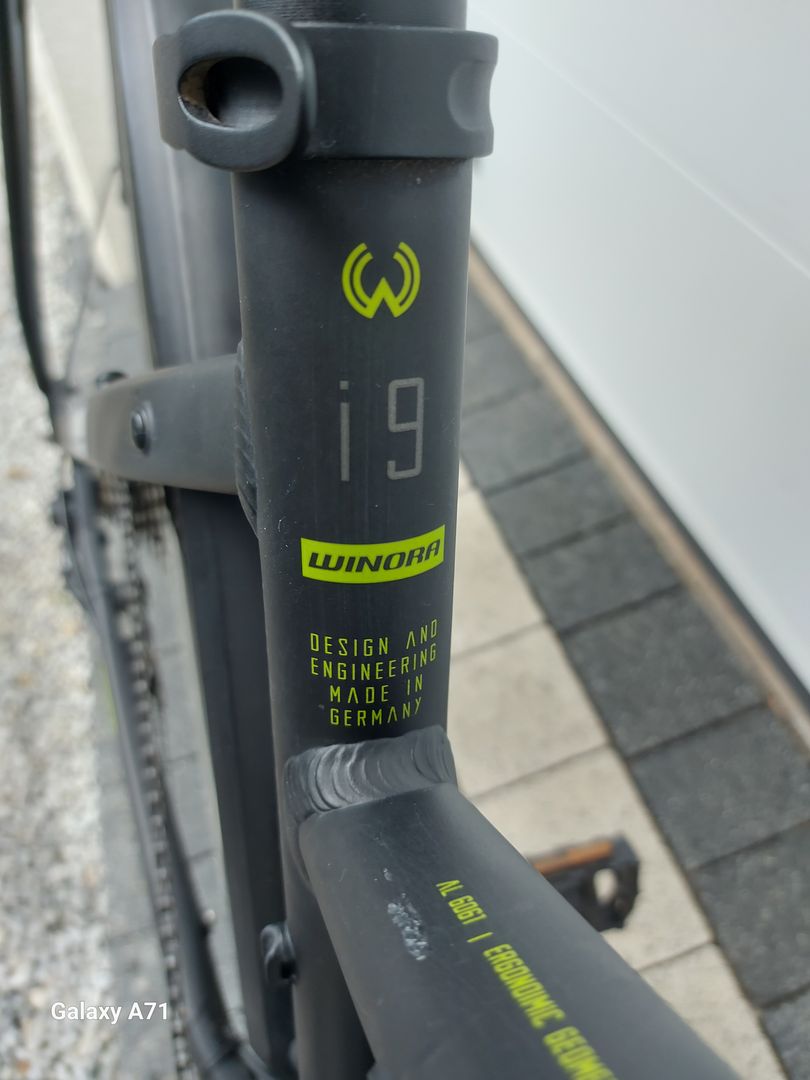 i9
WINORA
DESIGN AND
ENGINEERING
MADE IN
GERMANY
AL 6061 | ERGONOMIC
Galaxy A71